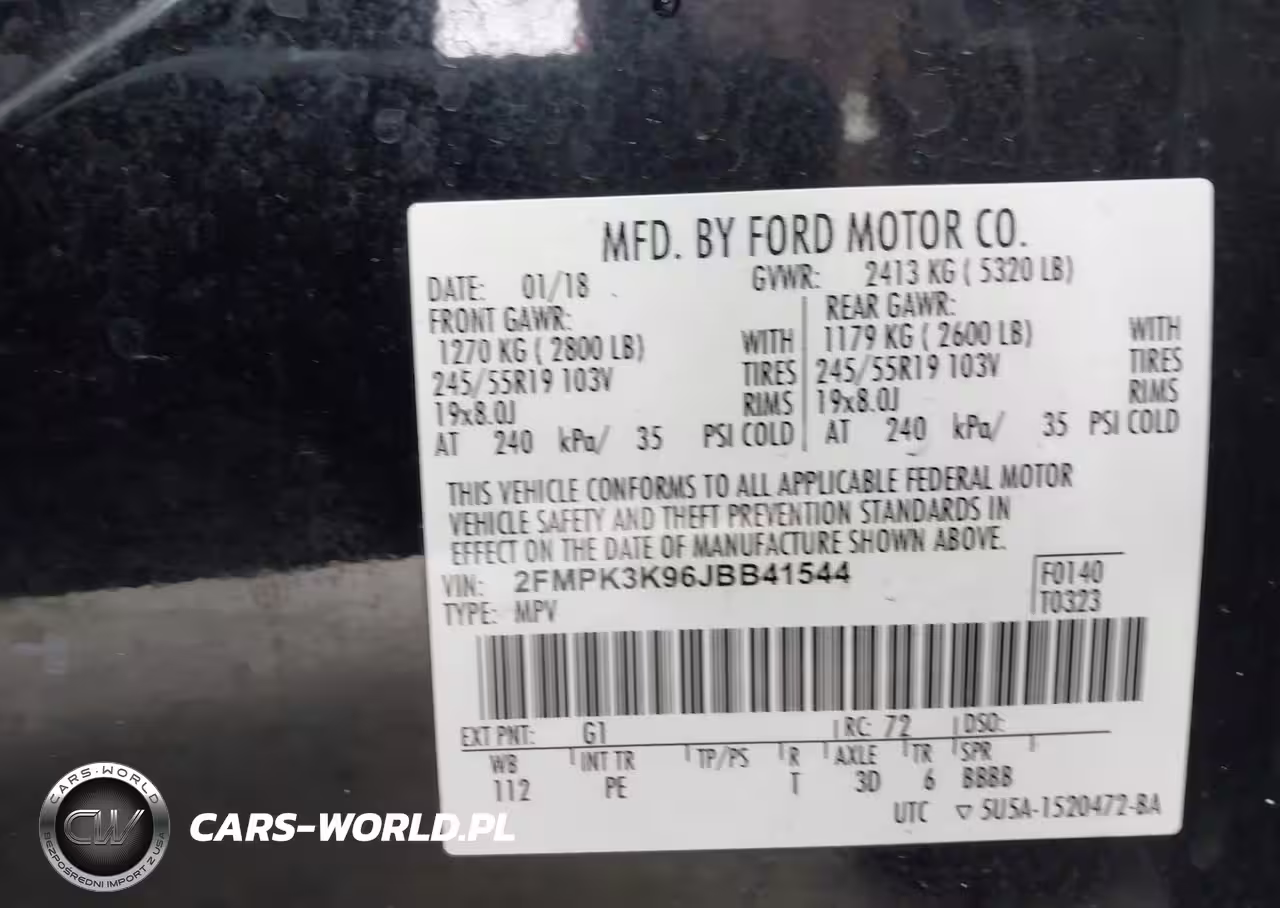 MFD. BY FORD MOTOR CO.
DATE: 01/18 GVWR: 2413 KG ( 5320 LB)
FRONT GAWR: REAR GAWR:
1270 KG ( 2800 LB) WITH 1179 KG ( 2600 LB) WITH
245/55R19 103V TIRES 245/55R19 103V TIRES
19x8.0J RIMS 19x8.0J RIMS
AT 240 kPa/ 35 PSI COLD AT 240 kPa/ 35 PSI COLD
THIS VEHICLE CONFORMS TO ALL APPLICABLE FEDERAL MOTOR
VEHICLE SAFETY AND THEFT PREVENTION STANDARDS IN
EFFECT ON THE DATE OF MANUFACTURE SHOWN ABOVE.
VIN: 2FMPK3K96JBB41544 F0140
TYPE: MPV T0323
EXT PNT: G1 RC: 72 DSO:
WB INT TR TP/PS R AXLE TR SPR
112 PE T 3D 6 BBBB
UTC ▽ 5U5A-1520472-BA
CARS-WORLD
CW
BEZPOŚREDNI IMPORT Z USA
CARS-WORLD.PL